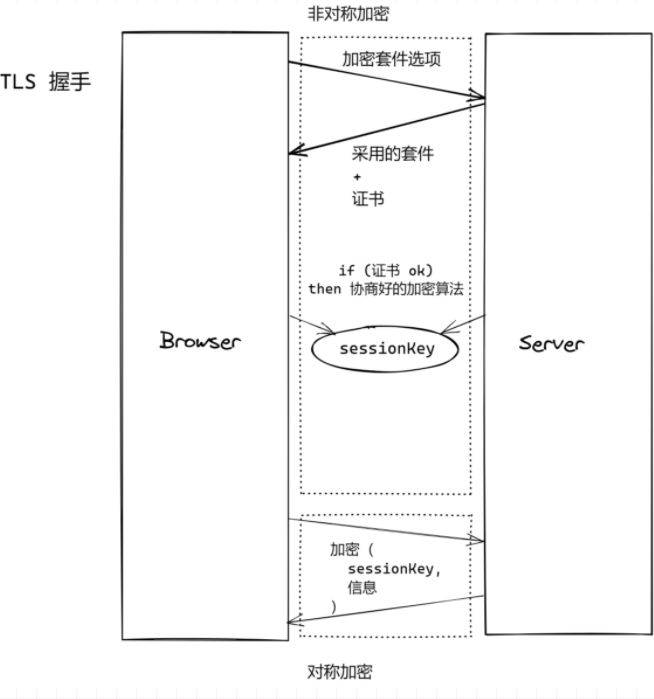 非对称加密
TLS 握手
加密套件选项
采用的套件
+
证书
if (证书 ok)
then 协商好的加密算法
Browser
sessionKey
Server
加密 (
sessionKey,
信息
)
对称加密